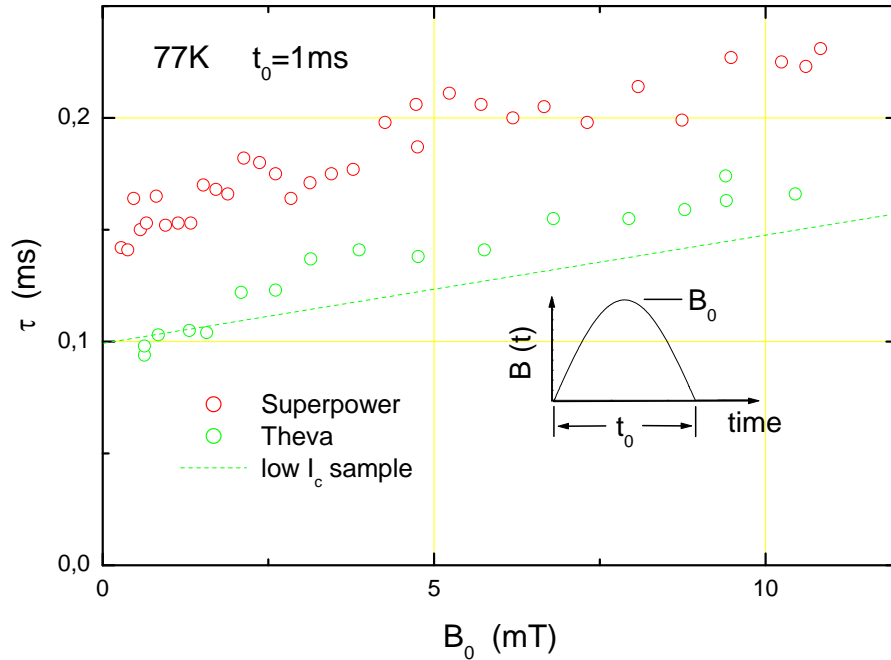 77K t₀=1ms
0,2
0,1
0,0
τ (ms)
B₀
B (t)
t₀
time
Superpower
Theva
low I꜀ sample
0
5
10
B₀ (mT)